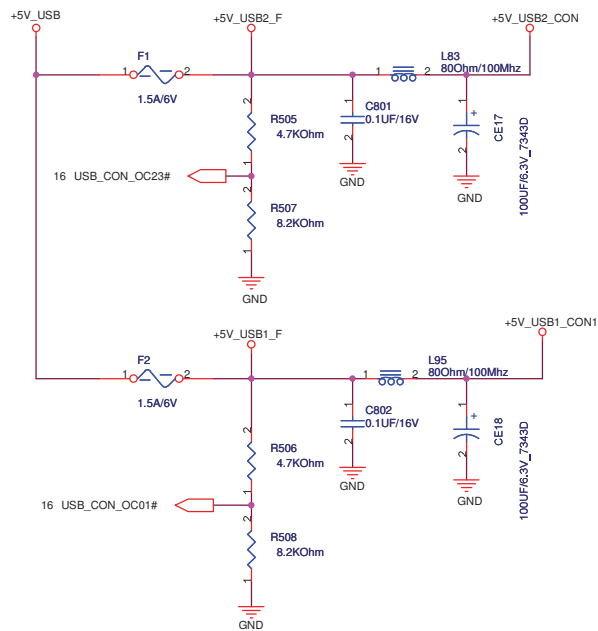 +5V_USB
+5V_USB2_F
+5V_USB2_CON
F1
1 2
1.5A/6V
L83
80Ohm/100Mhz
1 2
2
R505
4.7KOhm
1
1
C801
0.1UF/16V
2
GND
1
+
CE17
100UF/6.3V_7343D
2
GND
16 USB_CON_OC23#
2
R507
8.2KOhm
1
GND
+5V_USB1_F
+5V_USB1_CON1
F2
1 2
1.5A/6V
L95
80Ohm/100Mhz
1 2
1
C802
0.1UF/16V
2
GND
1
+
CE18
100UF/6.3V_7343D
2
GND
2
R506
4.7KOhm
1
16 USB_CON_OC01#
2
R508
8.2KOhm
1
GND